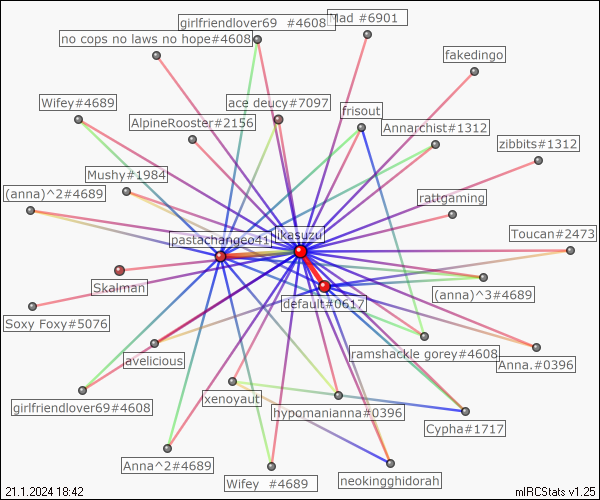 girlfriendlover69  #4608
Mad #6901
no cops no laws no hope#4608
fakedingo
Wifey#4689
ace deucy#7097
AlpineRooster#2156
frisout
Annarchist#1312
zibbits#1312
Mushy#1984
(anna)^2#4689
rattgaming
Toucan#2473
pastachangeo41
ikasuzu
Skalman
default#0617
(anna)^3#4689
Soxy Foxy#5076
ramshackle gorey#4608
avelicious
Anna.#0396
xenoyaut
girlfriendlover69#4608
hypomanianna#0396
Cypha#1717
Anna^2#4689
Wifey  #4689
neokingghidorah
21.1.2024 18:42
mIRCStats v1.25